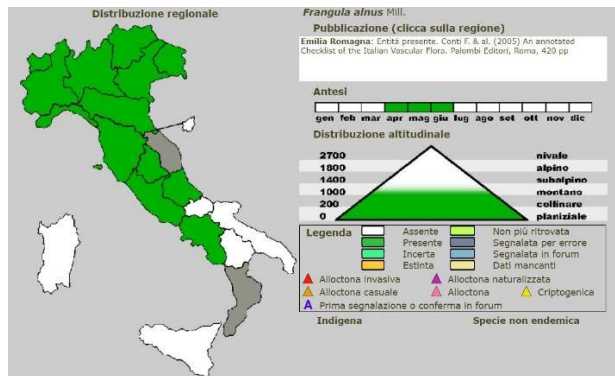 Distribuzione regionale
Frangula alnus Mill.
Pubblicazione (clicca sulla regione)
Emilia Romagna: Entità presente. Conti F. & al. (2005) An annotated
Checklist of the Italian Vascular Flora. Palombi Editori, Roma, 420 pp
Antesi
gen feb mar apr mag giu lug ago set ott nov dic
Distribuzione altitudinale
2700 nivale
1800 alpino
1400 subalpino
1000 montano
200 collinare
0 planiziale
Legenda
Assente Non più ritrovata
Presente Segnalata per errore
Incerta Segnalata in forum
Estinta Dati mancanti
Alloctona invasiva Alloctona naturalizzata
Alloctona casuale Alloctona Criptogenica
A Prima segnalazione o conferma in forum
Indigena Specie non endemica